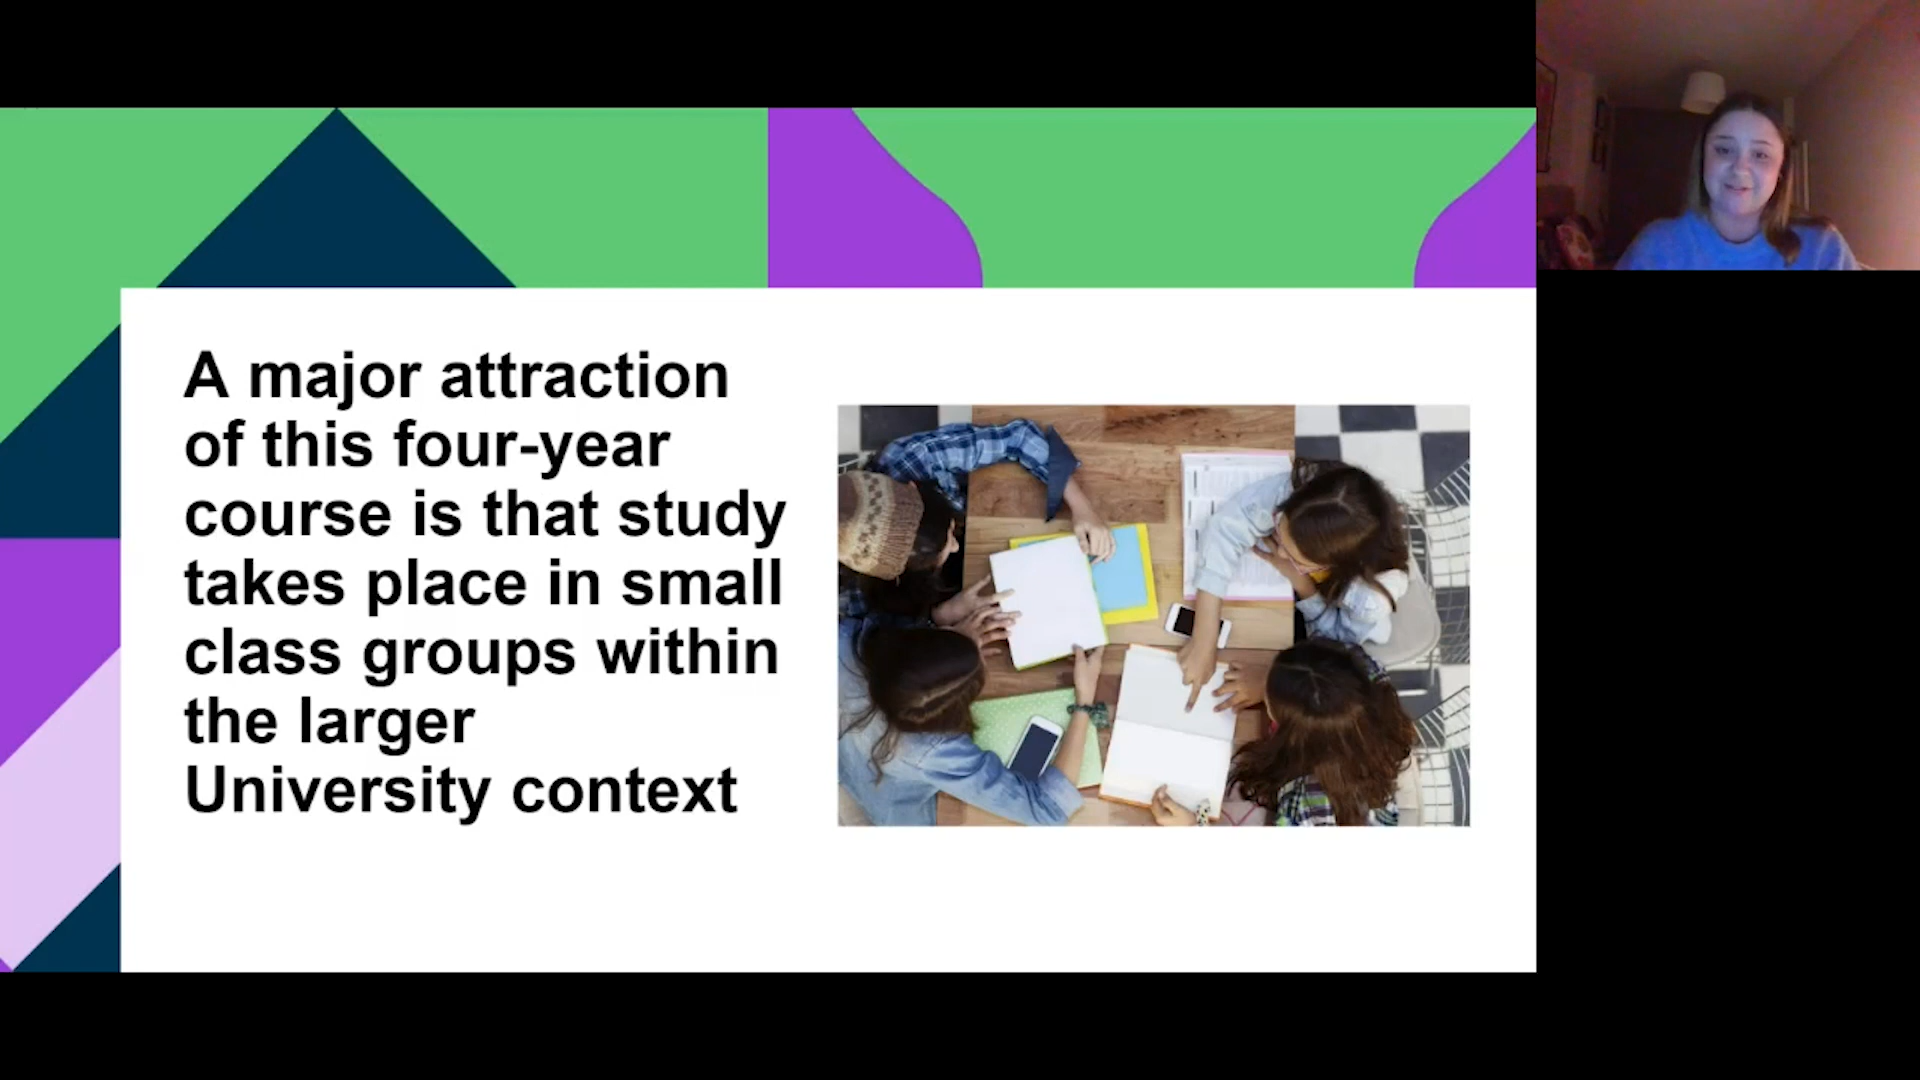 A major attraction
of this four-year
course is that study
takes place in small
class groups within
the larger
University context